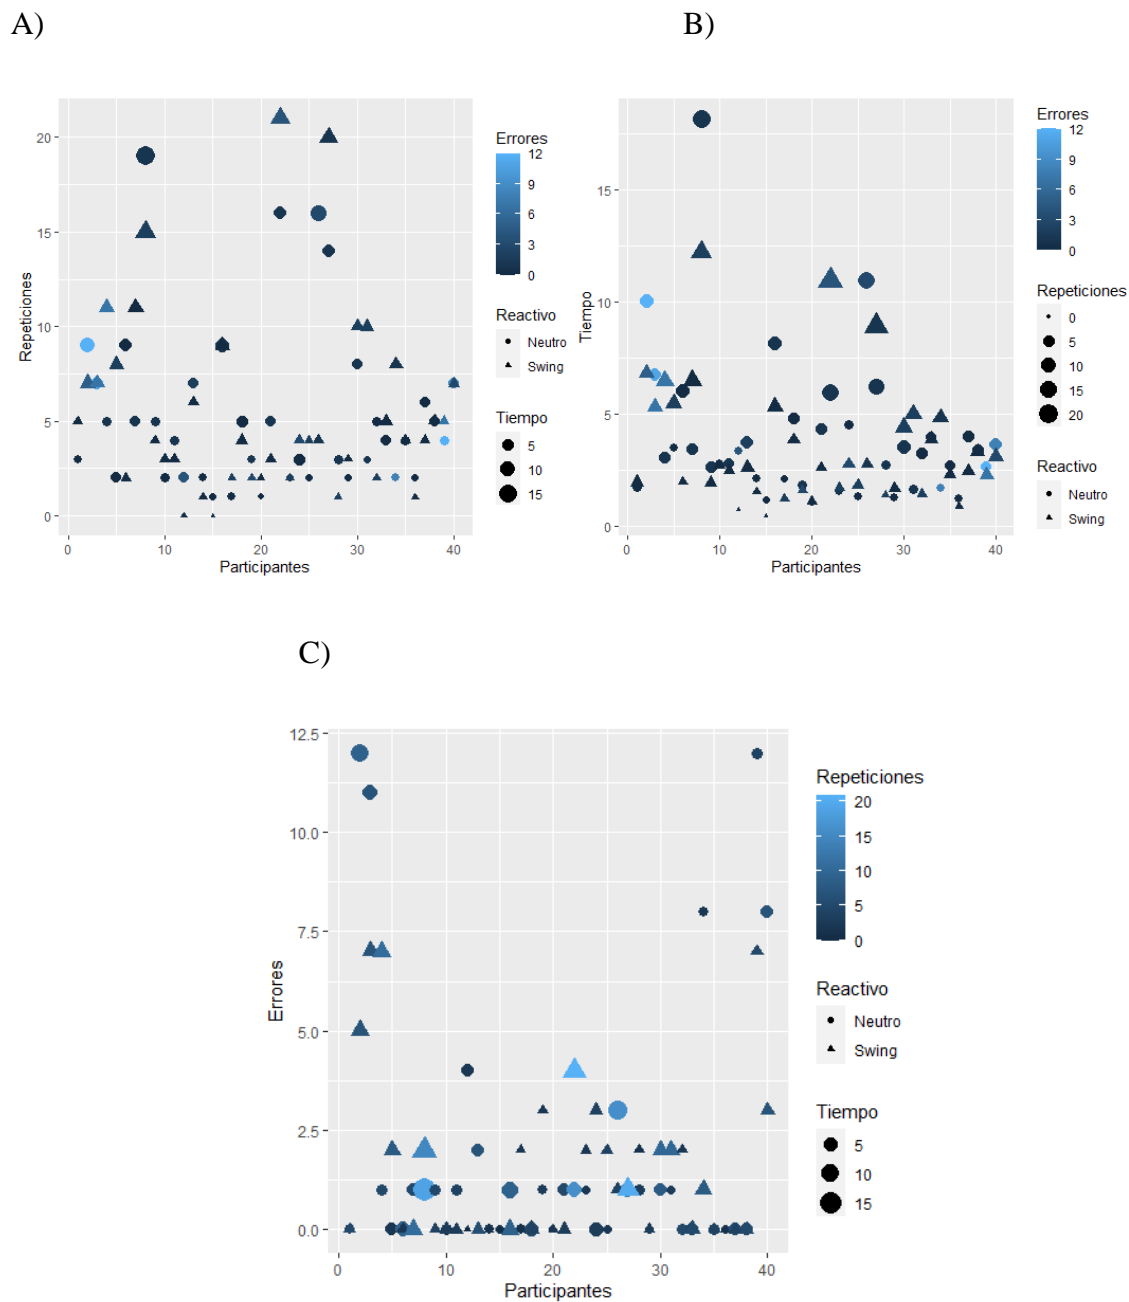 A)
B)
20
15
10
5
0
Repeticiones
0 10 20 30 40
Participantes
Errores
12
9
6
3
0
Reactivo
Neutro
Swing
Tiempo
5
10
15
15
10
5
0
Tiempo
0 10 20 30 40
Participantes
Errores
12
9
6
3
0
Repeticiones
0
5
10
15
20
Reactivo
Neutro
Swing
C)
12.5
10.0
7.5
5.0
2.5
0.0
Errores
0 10 20 30 40
Participantes
Repeticiones
20
15
10
5
0
Reactivo
Neutro
Swing
Tiempo
5
10
15